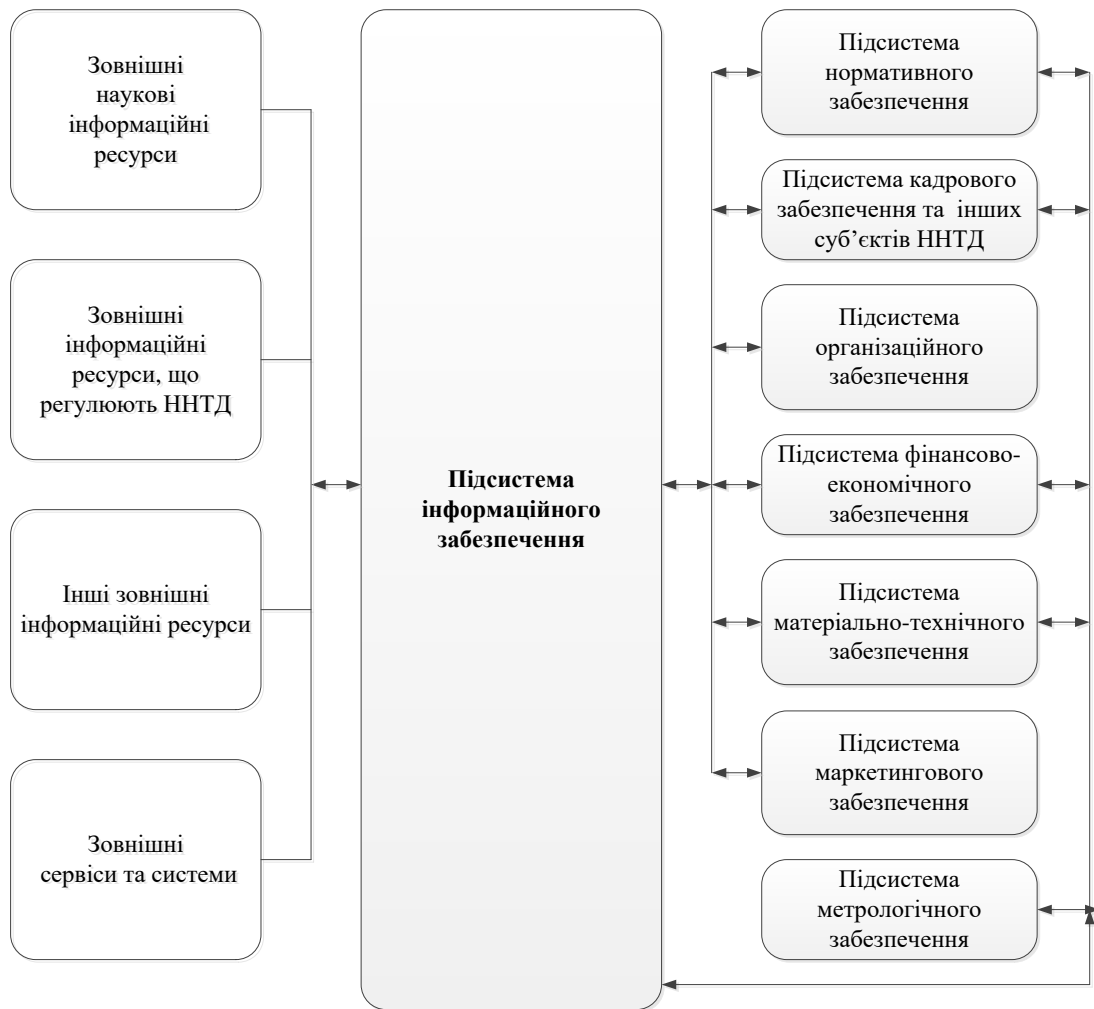 Зовнішні
наукові
інформаційні
ресурси
Зовнішні
інформаційні
ресурси, що
регулюють ННТД
Інші зовнішні
інформаційні ресурси
Зовнішні
сервіси та системи
Підсистема
інформаційного
забезпечення
Підсистема
нормативного
забезпечення
Підсистема кадрового
забезпечення та інших
суб’єктів ННТД
Підсистема
організаційного
забезпечення
Підсистема фінансово-
економічного
забезпечення
Підсистема
матеріально-технічного
забезпечення
Підсистема
маркетингового
забезпечення
Підсистема
метрологічного
забезпечення